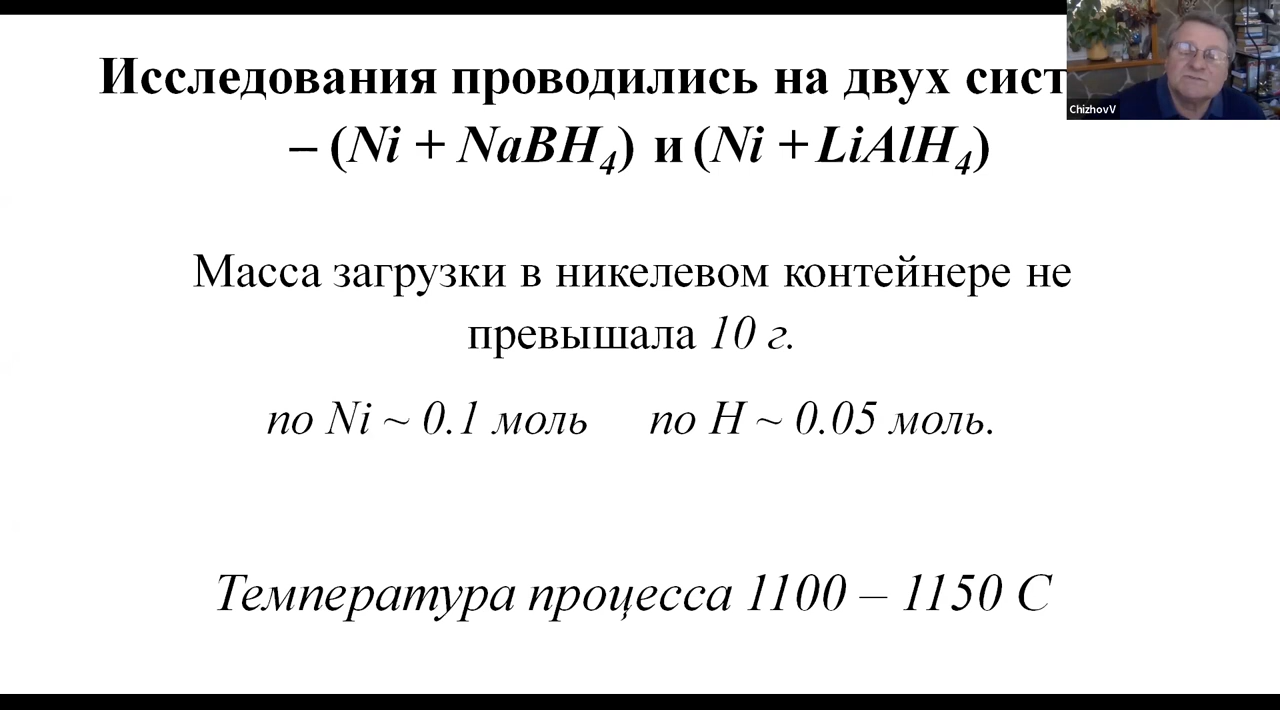 Исследования проводились на двух сист
– (Ni + NaBH₄) и (Ni + LiAlH₄)
ChizhovV
Масса загрузки в никелевом контейнере не
превышала 10 г.
по Ni ~ 0.1 моль по H ~ 0.05 моль.
Температура процесса 1100 – 1150 С